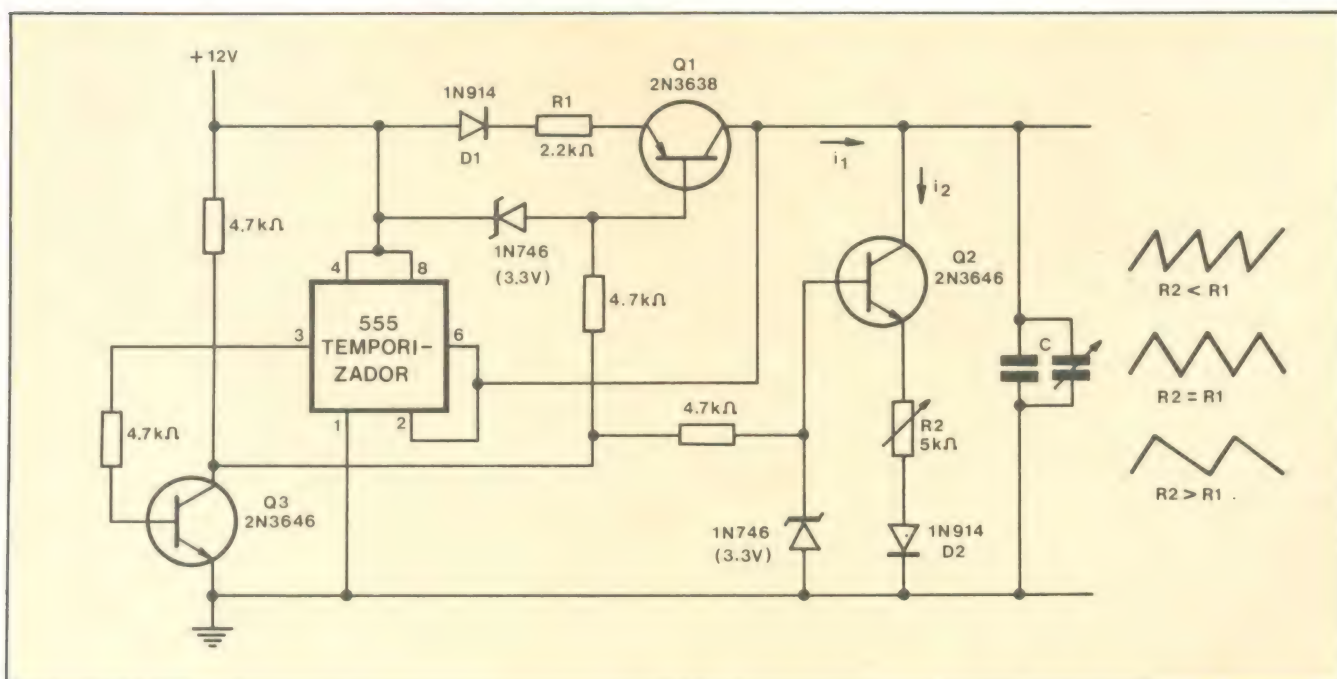 +12V
Q1
2N3638
1N914
R1
D1
2.2kΩ
i1
i2
4.7kΩ
1N746
(3.3V)
4 8
4.7kΩ
Q2
2N3646
R2 < R1
555
TEMPORI-
ZADOR
3
6
C
1
2
R2 = R1
4.7kΩ
4.7kΩ
R2
5kΩ
Q3
2N3646
R2 > R1.
1N746
(3.3V)
1N914
D2